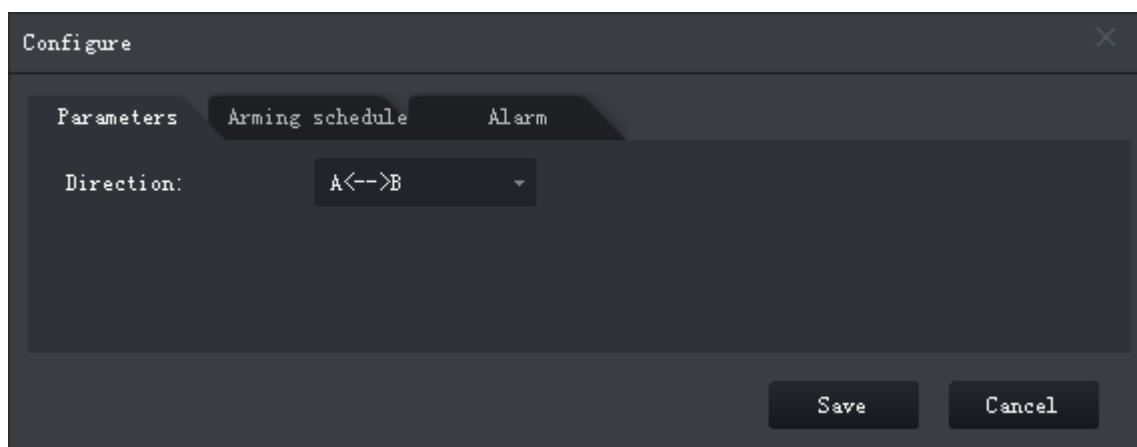 Configure
Parameters Arming schedule Alarm
Direction: A<-->B
Save Cancel